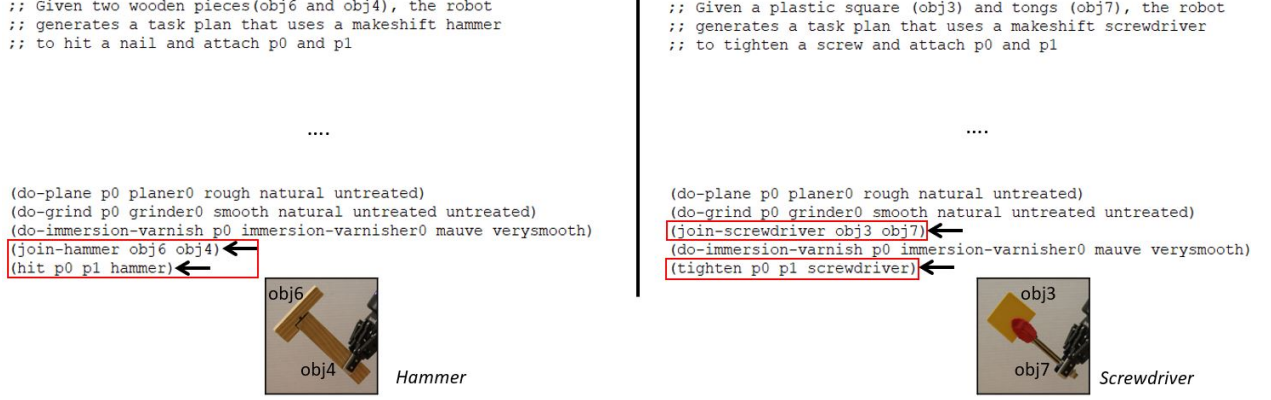 ;; Given two wooden pieces(obj6 and obj4), the robot
;; generates a task plan that uses a makeshift hammer
;; to hit a nail and attach p0 and p1
....
(do-plane p0 planer0 rough natural untreated)
(do-grind p0 grinder0 smooth natural untreated untreated)
(do-immersion-varnish p0 immersion-varnisher0 mauve verysmooth)
(join-hammer obj6 obj4)
(hit p0 p1 hammer)
obj6
obj4
Hammer
;; Given a plastic square (obj3) and tongs (obj7), the robot
;; generates a task plan that uses a makeshift screwdriver
;; to tighten a screw and attach p0 and p1
....
(do-plane p0 planer0 rough natural untreated)
(do-grind p0 grinder0 smooth natural untreated untreated)
(join-screwdriver obj3 obj7)
(do-immersion-varnish p0 immersion-varnisher0 mauve verysmooth)
(tighten p0 p1 screwdriver)
obj3
obj7
Screwdriver